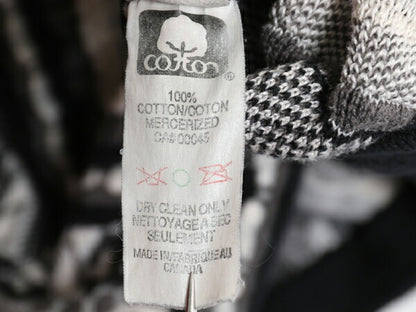 cotton
®
100%
COTTON/COTON
MERCERIZED
CA# 00045
DRY CLEAN ONLY
NETTOYAGE A SEC
SEULEMENT
MADE IN/FABRIQUE AU
CANADA